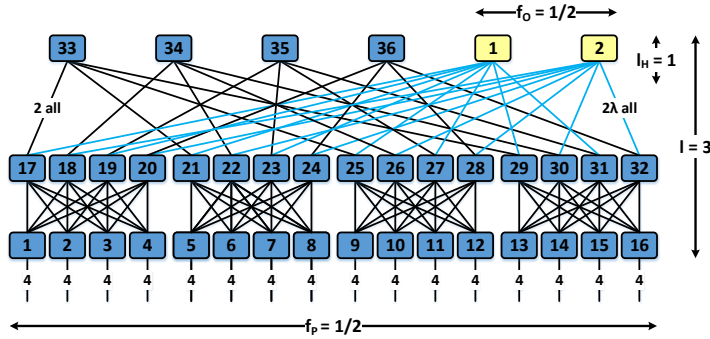 f_O = 1/2
33 34 35 36 1 2
l_H = 1
2 all 2λ all
l = 3
17 18 19 20 21 22 23 24 25 26 27 28 29 30 31 32
1 2 3 4 5 6 7 8 9 10 11 12 13 14 15 16
4 4 4 4 4 4 4 4 4 4 4 4 4 4 4 4
f_P = 1/2